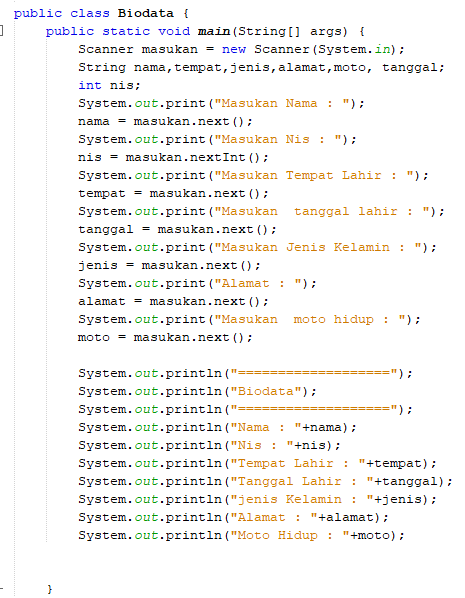 public class Biodata {
public static void main(String[] args) {
Scanner masukan = new Scanner(System.in);
String nama,tempat,jenis,alamat,moto, tanggal;
int nis;
System.out.print("Masukan Nama : ");
nama = masukan.next();
System.out.print("Masukan Nis : ");
nis = masukan.nextInt();
System.out.print("Masukan Tempat Lahir : ");
tempat = masukan.next();
System.out.print("Masukan  tanggal lahir : ");
tanggal = masukan.next();
System.out.print("Masukan Jenis Kelamin : ");
jenis = masukan.next();
System.out.print("Alamat : ");
alamat = masukan.next();
System.out.print("Masukan  moto hidup : ");
moto = masukan.next();
System.out.println("===================");
System.out.println("Biodata");
System.out.println("===================");
System.out.println("Nama : "+nama);
System.out.println("Nis : "+nis);
System.out.println("Tempat Lahir : "+tempat);
System.out.println("Tanggal Lahir : "+tanggal);
System.out.println("jenis Kelamin : "+jenis);
System.out.println("Alamat : "+alamat);
System.out.println("Moto Hidup : "+moto);
}